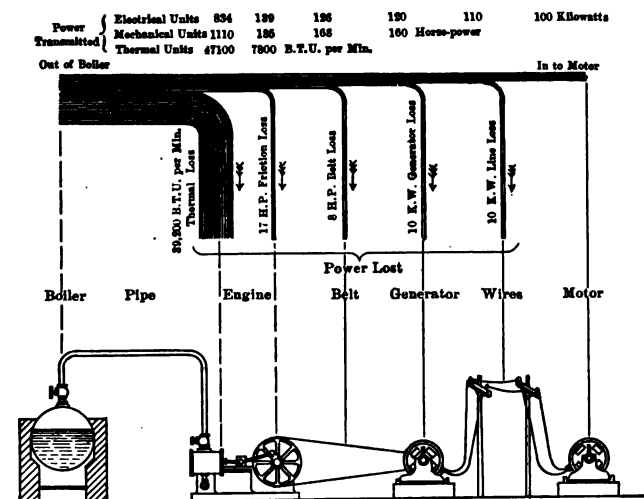 Power Transmitted
Electrical Units 834 139 126 120 110 100 Kilowatts
Mechanical Units 1110 185 168 160 Horse-power
Thermal Units 47100 7800 B.T.U. per Min.
Out of Boiler
In to Motor
39,200 B.T.U. per Min.
Thermal Loss
17 H.P. Friction Loss
8 H.P. Belt Loss
10 K.W. Generator Loss
10 K.W. Line Loss
Power Lost
Boiler Pipe Engine Belt Generator Wires Motor